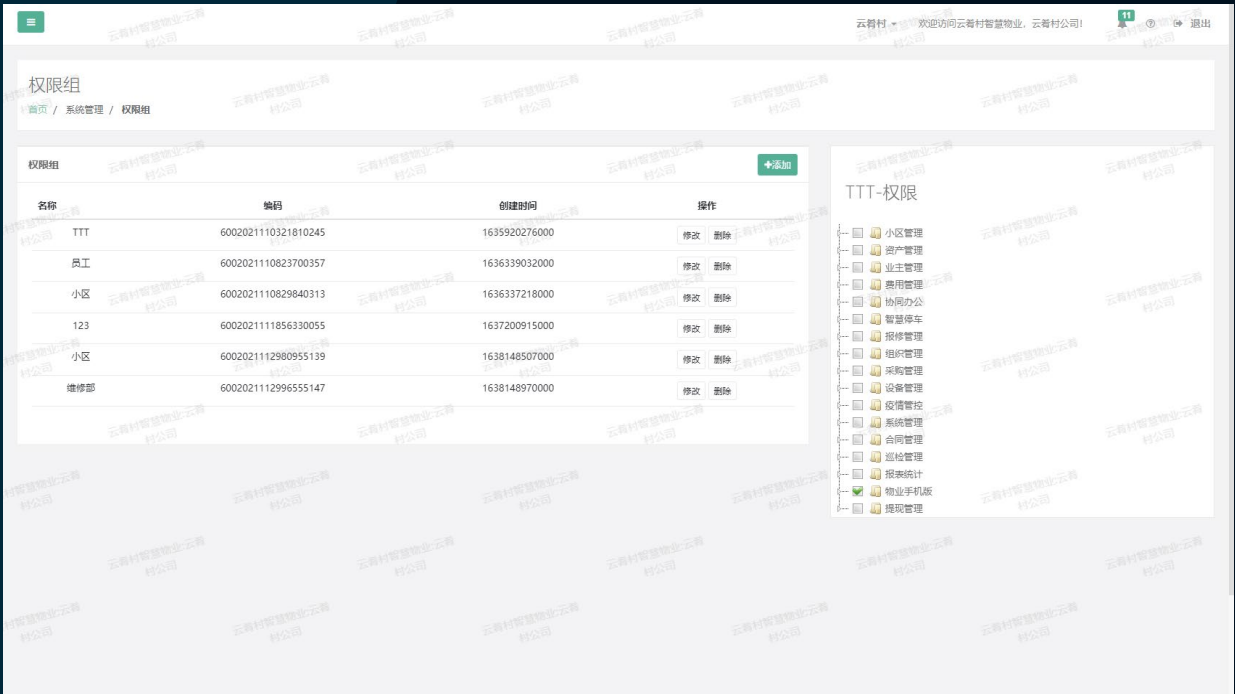 云着村 欢迎访问云着村智慧物业，云着村公司! 11 退出
权限组
首页 / 系统管理 / 权限组
权限组 +添加
名称 编码 创建时间 操作
TTT 6002021110321810245 1635920276000 修改 删除
员工 6002021110823700357 1636339032000 修改 删除
小区 6002021110829840313 1636337218000 修改 删除
123 6002021111856330055 1637200915000 修改 删除
小区 6002021112980955139 1638148507000 修改 删除
维修部 6002021112996555147 1638148970000 修改 删除
TTT-权限
小区管理
资产管理
业主管理
费用管理
协同办公
智慧停车
报修管理
组织管理
采购管理
设备管理
疫情管控
系统管理
合同管理
巡检管理
报表统计
物业手机版
提现管理